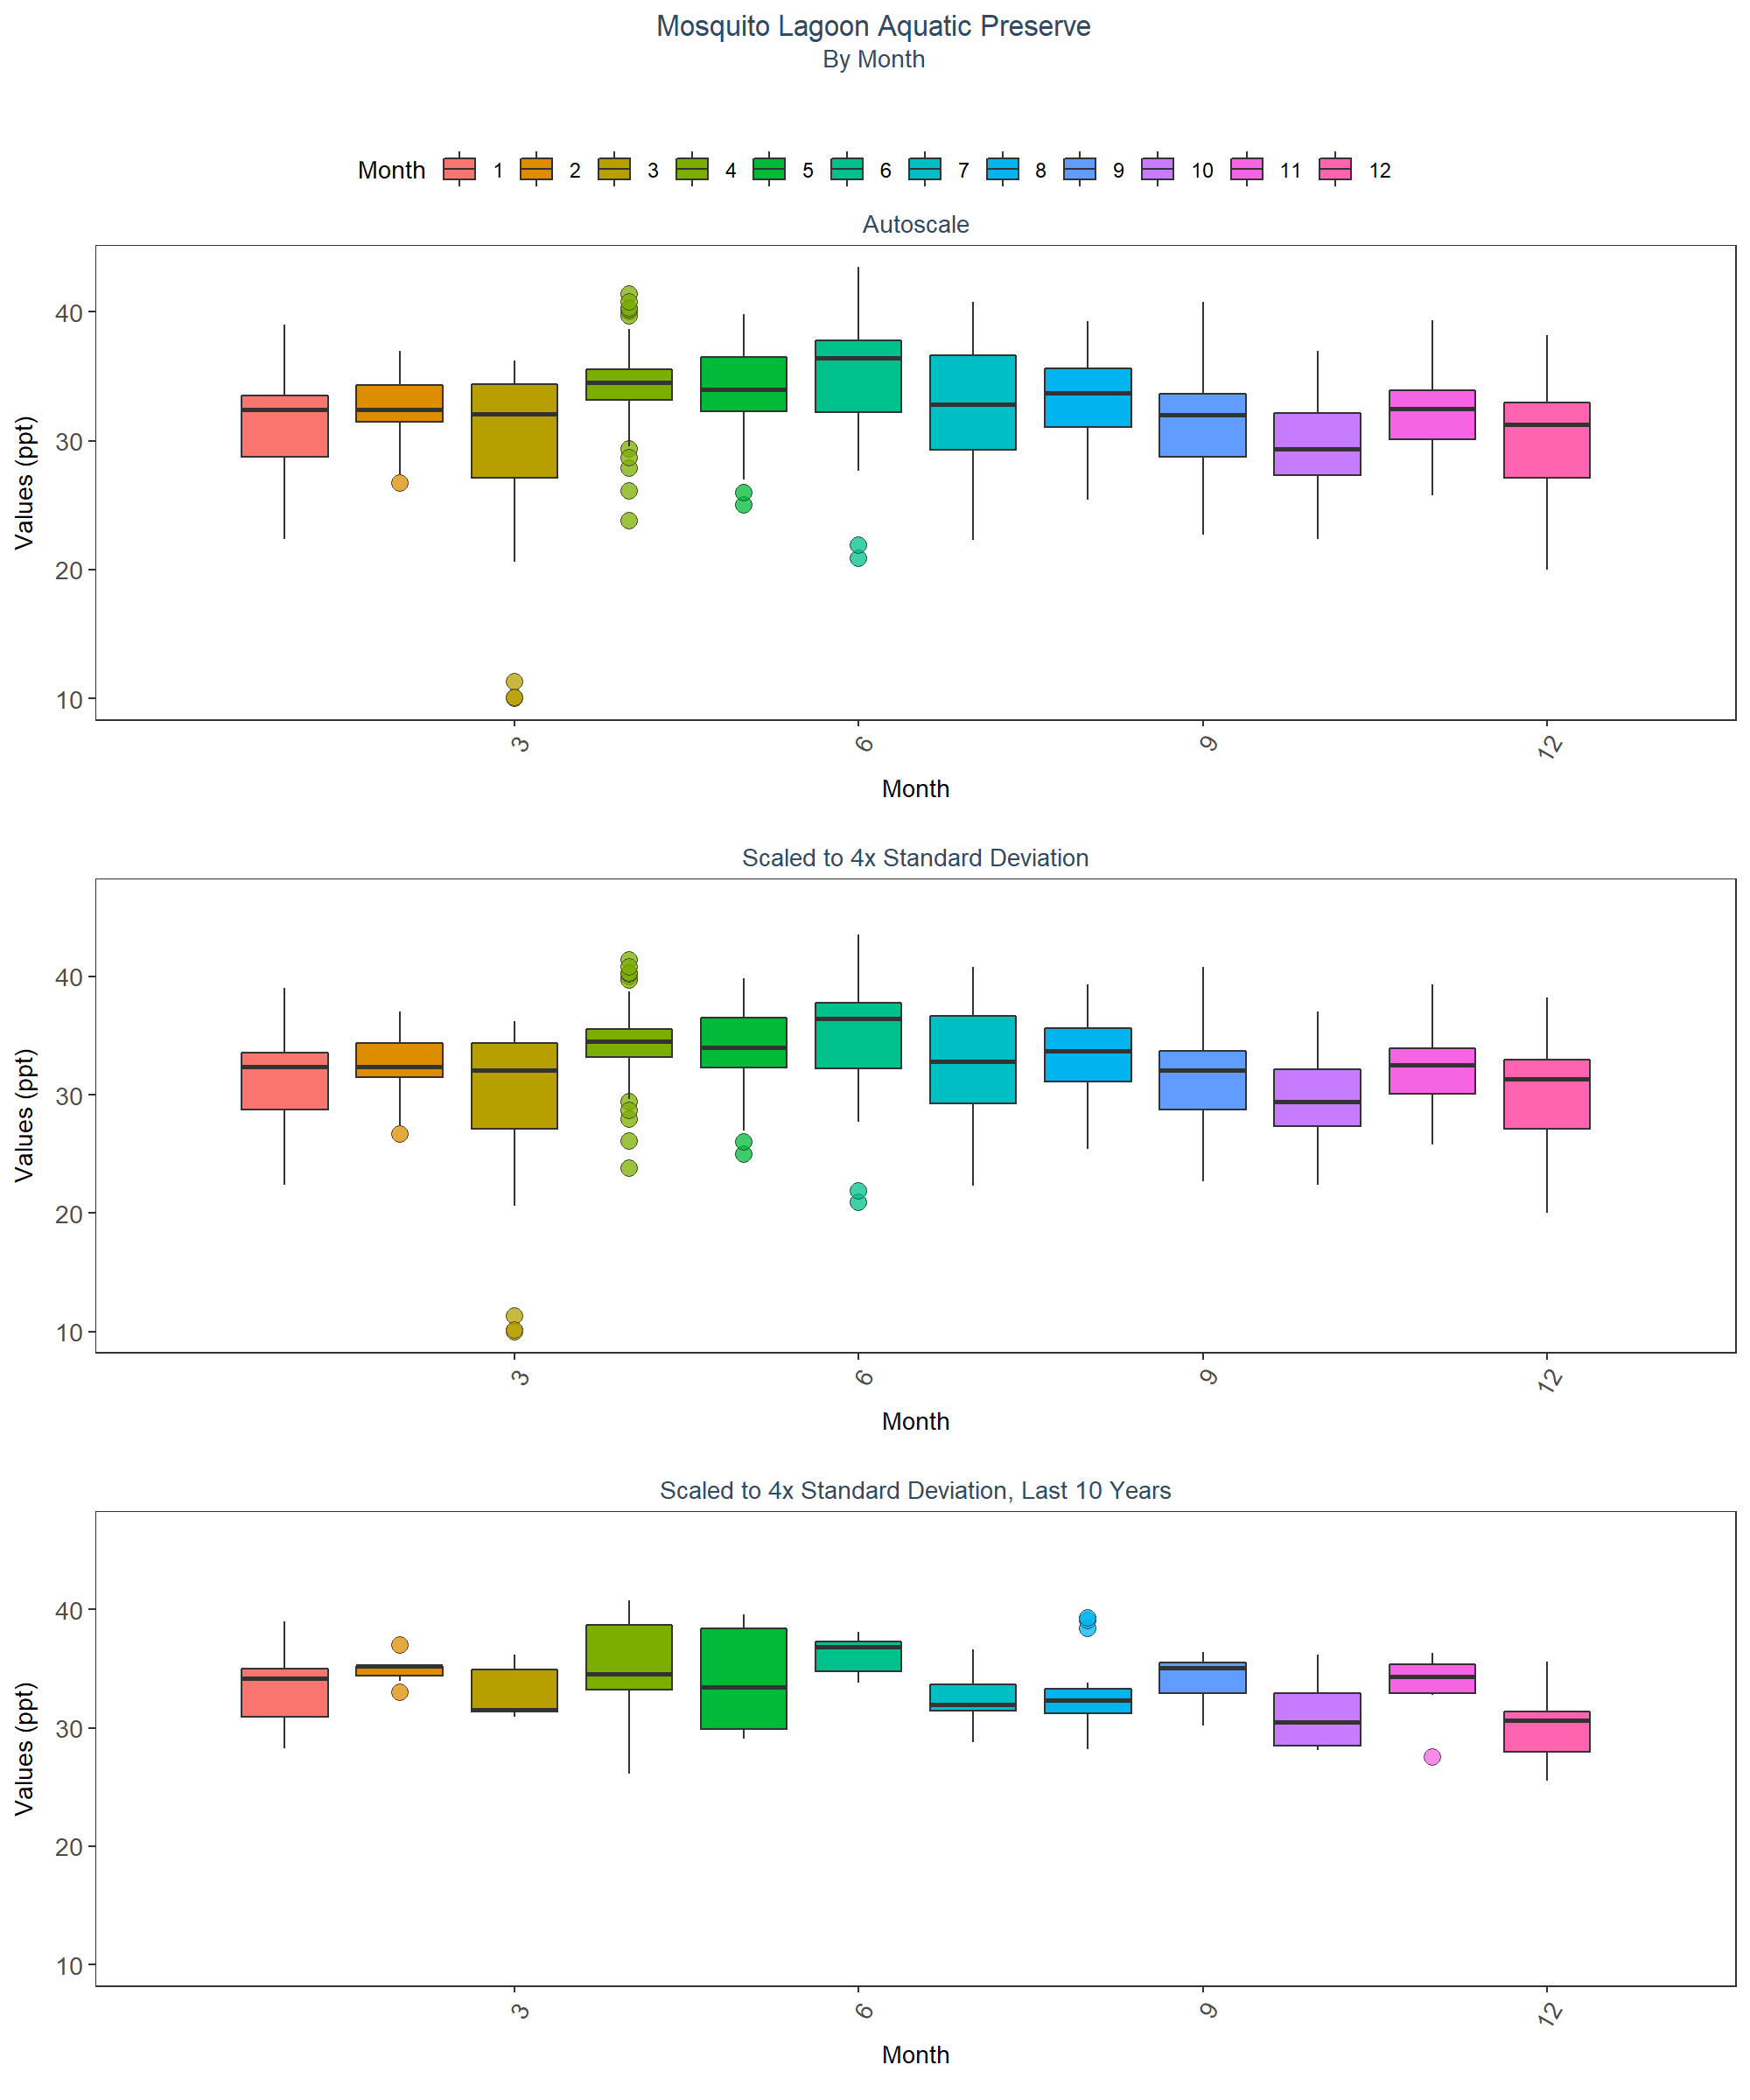 Mosquito Lagoon Aquatic Preserve
By Month
Month 1 2 3 4 5 6 7 8 9 10 11 12
Autoscale
Values (ppt)
40
30
20
10
3 6 9 12
Month
Scaled to 4x Standard Deviation
Values (ppt)
40
30
20
10
3 6 9 12
Month
Scaled to 4x Standard Deviation, Last 10 Years
Values (ppt)
40
30
20
10
3 6 9 12
Month